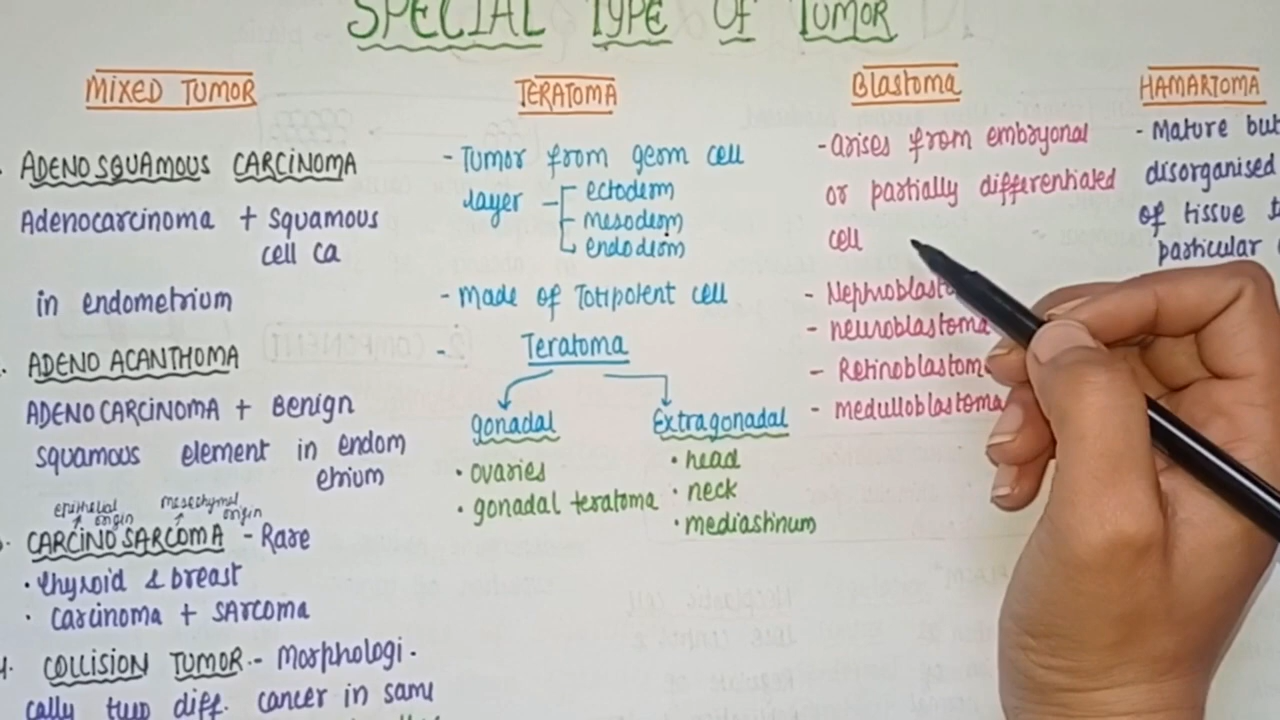 SPECIAL TYPE OF TUMOR
MIXED TUMOR
ADENOSQUAMOUS CARCINOMA
Adenocarcinoma + Squamous
cell ca
in endometrium
ADENO ACANTHOMA
ADENOCARCINOMA + Benign
squamous element in endom
etrium
epithelial origin
mesechymal origin
CARCINOSARCOMA - Rare
• thyroid & breast
• Carcinoma + SARCOMA
4. COLLISION TUMOR - Morphologi.
cally two diff. cancer in same
TERATOMA
- Tumor from germ cell
layer
ectoderm
mesoderm
endoderm
- Made of Totipotent cell
- Teratoma
gonadal
• ovaries
• gonadal teratoma
Extragonadal
• head
• neck
• mediastinum
Blastoma
- arises from embryonal
or partially differentiated
cell
- Nephroblasto
- neuroblastoma
- Retinoblastom
- medulloblastoma
HAMARTOMA
- Mature but
disorganised
of tissue
particular